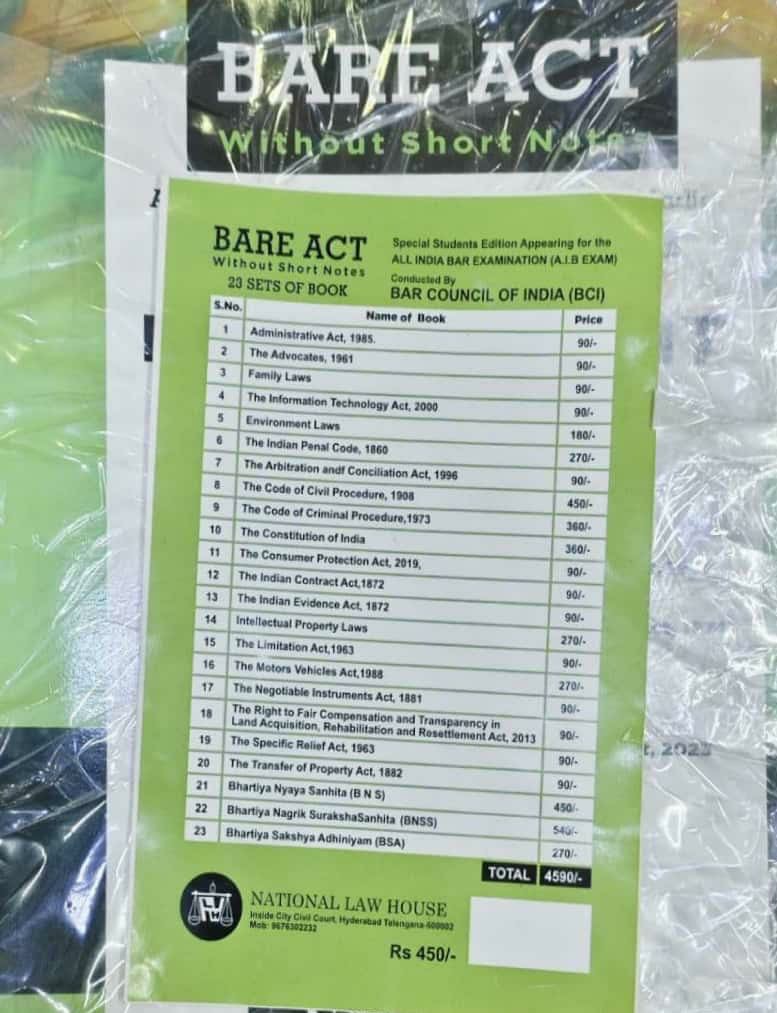 BARE ACT
Without Short Notes
BARE ACT
Without Short Notes
23 SETS OF BOOK
Special Students Edition Appearing for the
ALL INDIA BAR EXAMINATION (A.I.B EXAM)
Conducted By
BAR COUNCIL OF INDIA (BCI)
S.No. Name of Book Price
1 Administrative Act, 1985. 90/-
2 The Advocates, 1961 90/-
3 Family Laws 90/-
4 The Information Technology Act, 2000 90/-
5 Environment Laws 180/-
6 The Indian Penal Code, 1860 270/-
7 The Arbitration andf Conciliation Act, 1996 90/-
8 The Code of Civil Procedure, 1908 450/-
9 The Code of Criminal Procedure,1973 360/-
10 The Constitution of India 360/-
11 The Consumer Protection Act, 2019, 90/-
12 The Indian Contract Act,1872 90/-
13 The Indian Evidence Act, 1872 90/-
14 Intellectual Property Laws 270/-
15 The Limitation Act,1963 90/-
16 The Motors Vehicles Act,1988 270/-
17 The Negotiable Instruments Act, 1881 90/-
18 The Right to Fair Compensation and Transparency in
Land Acquisition, Rehabilitation and Resettlement Act, 2013 90/-
19 The Specific Relief Act, 1963 90/-
20 The Transfer of Property Act, 1882 90/-
21 Bhartiya Nyaya Sanhita (B N S) 450/-
22 Bhartiya Nagrik SurakshaSanhita (BNSS) 540/-
23 Bhartiya Sakshya Adhiniyam (BSA) 270/-
TOTAL 4590/-
NATIONAL LAW HOUSE
Inside City Civil Court, Hyderabad Telengana-500002
Mob: 9676302232
Rs 450/-
, 2023